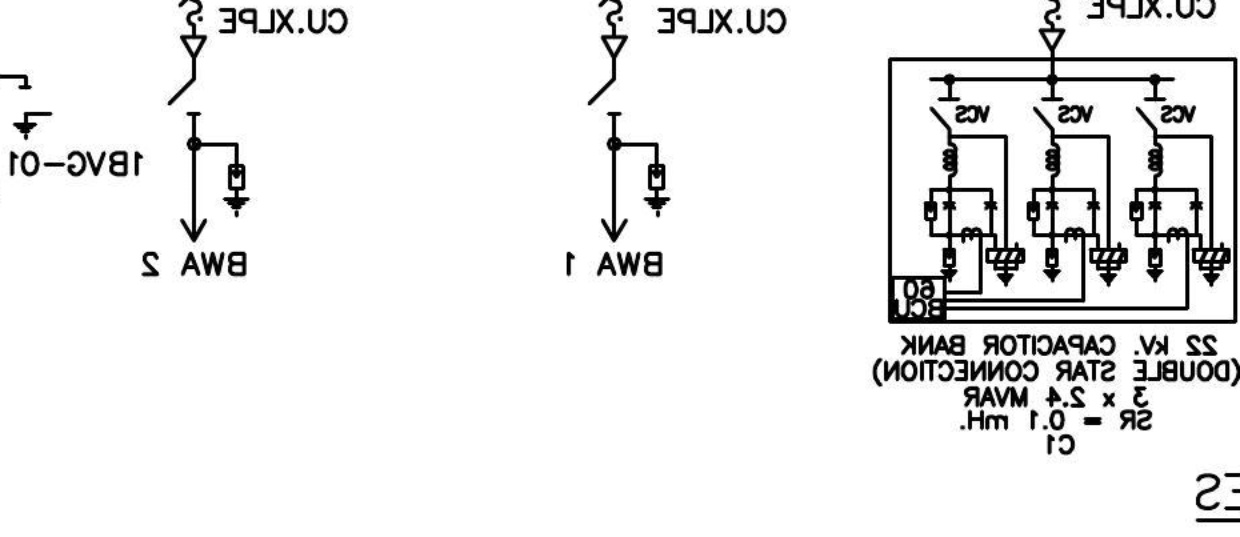 CU.XLPE
CU.XLPE
CU.XLPE
VCS
VCS
VCS
1BVG-01
BWA 2
BWA 1
60
BCU
22 kV. CAPACITOR BANK
(DOUBLE STAR CONNECTION)
3 x 2.4 MVAR
SR = 0.1 mH.
C1
ES